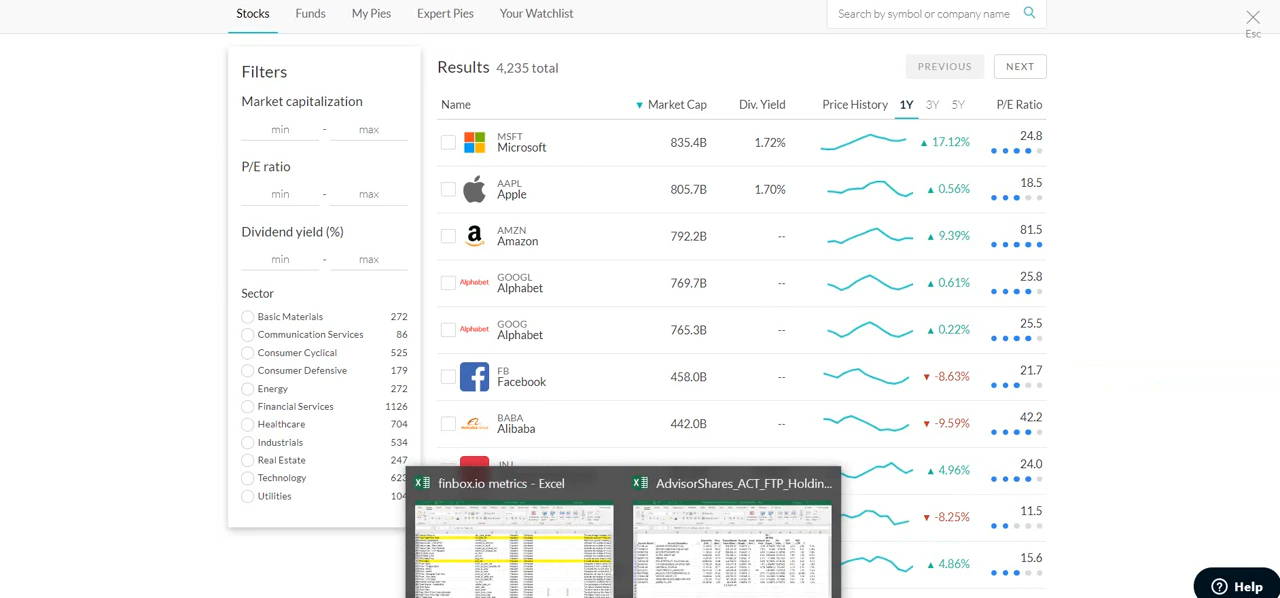 Stocks Funds My Pies Expert Pies Your Watchlist Search by symbol or company name
Esc
Filters
Market capitalization
min - max
P/E ratio
min - max
Dividend yield (%)
min - max
Sector
Basic Materials 272
Communication Services 86
Consumer Cyclical 525
Consumer Defensive 179
Energy 272
Financial Services 1126
Healthcare 704
Industrials 534
Real Estate 247
Technology 623
Utilities 104
Results 4,235 total PREVIOUS NEXT
Name ▼ Market Cap Div. Yield Price History 1Y 3Y 5Y P/E Ratio
MSFT
Microsoft 835.4B 1.72% ▲ 17.12% 24.8
AAPL
Apple 805.7B 1.70% ▲ 0.56% 18.5
AMZN
Amazon 792.2B -- ▲ 9.39% 81.5
Alphabet GOOGL
Alphabet 769.7B -- ▲ 0.61% 25.8
Alphabet GOOG
Alphabet 765.3B -- ▲ 0.22% 25.5
FB
Facebook 458.0B -- ▼ -8.63% 21.7
BABA
Alibaba 442.0B -- ▼ -9.59% 42.2
JNJ
▲ 4.96% 24.0
▼ -8.25% 11.5
▲ 4.86% 15.6
finbox.io metrics - Excel
AdvisorShares_ACT_FTP_Holdin...
Help